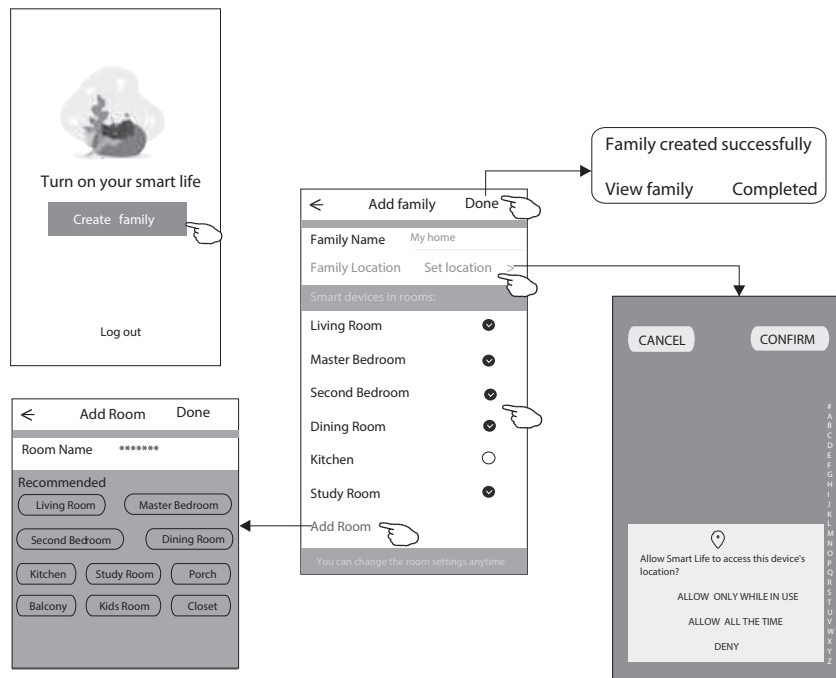 Turn on your smart life
Create family
Log out
Add family Done
Family Name My home
Family Location Set location >
Smart devices in rooms:
Living Room
Master Bedroom
Second Bedroom
Dining Room
Kitchen
Study Room
Add Room
You can change the room settings anytime
Family created successfully
View family Completed
CANCEL CONFIRM
#
A
B
C
D
E
F
G
H
I
J
K
L
M
N
O
P
Q
R
S
T
U
V
W
X
Y
Z
Allow Smart Life to access this device's
location?
ALLOW ONLY WHILE IN USE
ALLOW ALL THE TIME
DENY
Add Room Done
Room Name *******
Recommended
Living Room Master Bedroom
Second Bedroom Dining Room
Kitchen Study Room Porch
Balcony Kids Room Closet